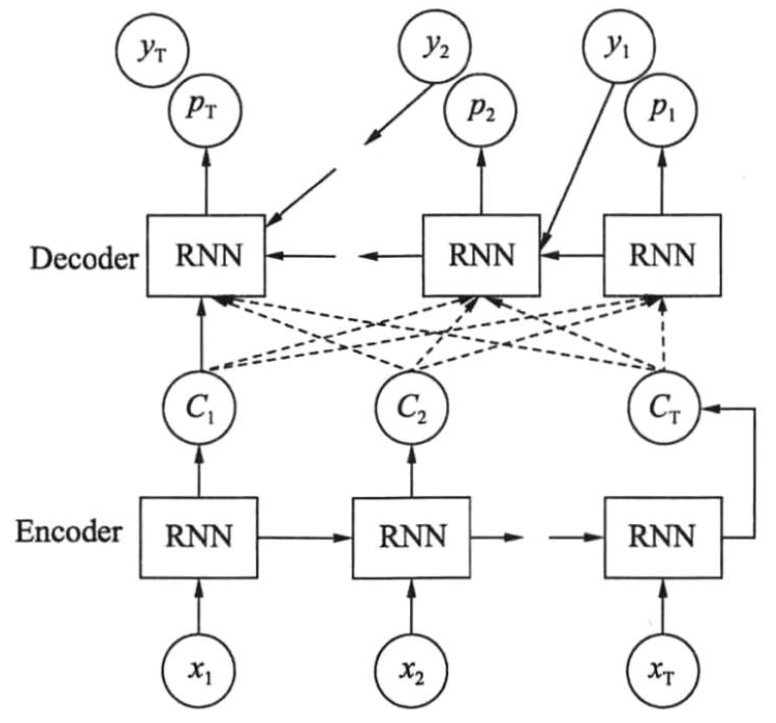 y_T y_2 y_1
p_T p_2 p_1
Decoder RNN RNN RNN
C_1 C_2 C_T
Encoder RNN RNN RNN
x_1 x_2 x_T